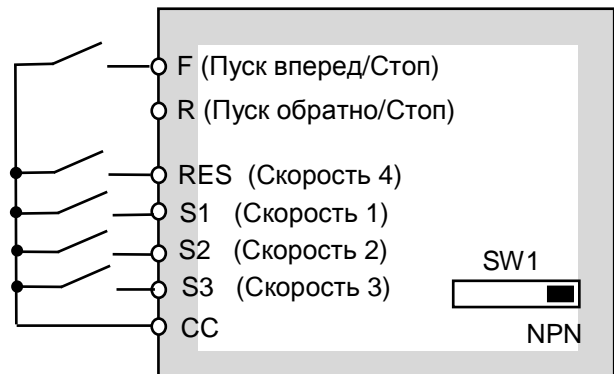 F (Пуск вперед/Стоп)
R (Пуск обратно/Стоп)
RES (Скорость 4)
S1 (Скорость 1)
S2 (Скорость 2)
SW1
S3 (Скорость 3)
CC
NPN